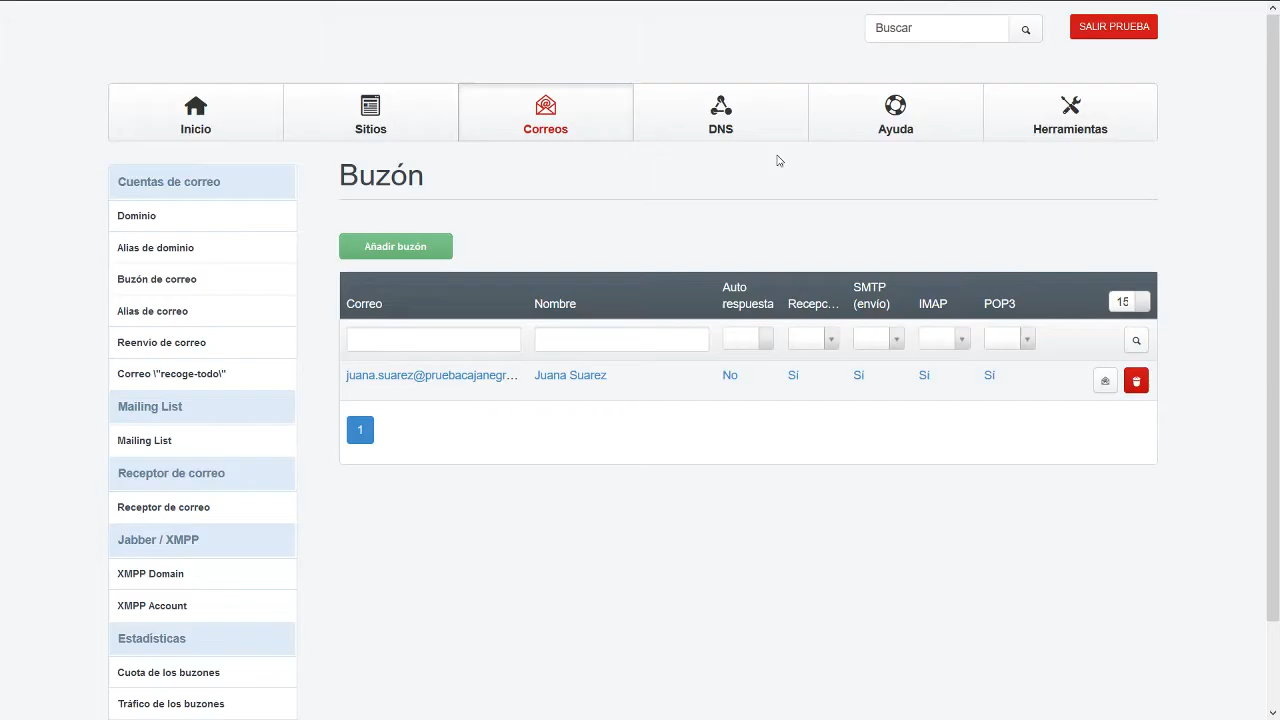 Buscar
SALIR PRUEBA
Inicio
Sitios
Correos
DNS
Ayuda
Herramientas
Cuentas de correo
Dominio
Alias de dominio
Buzón de correo
Alias de correo
Reenvio de correo
Correo \"recoge-todo\"
Mailing List
Mailing List
Receptor de correo
Receptor de correo
Jabber / XMPP
XMPP Domain
XMPP Account
Estadísticas
Cuota de los buzones
Tráfico de los buzones
Buzón
Añadir buzón
Correo
Nombre
Auto
respuesta
Recepc...
SMTP
(envío)
IMAP
POP3
15
juana.suarez@pruebacajanegr...
Juana Suarez
No
Sí
Sí
Sí
Sí
1